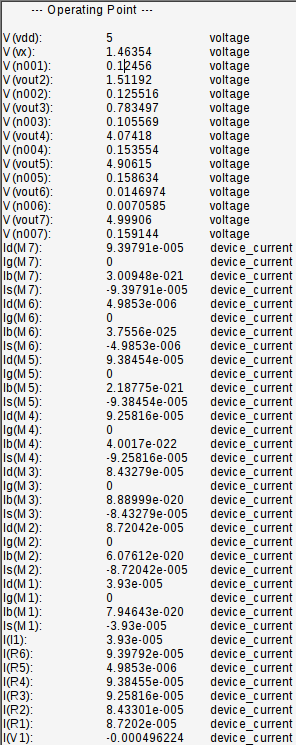 --- Operating Point ---
V(vdd): 5 voltage
V(vx): 1.46354 voltage
V(n001): 0.12456 voltage
V(vout2): 1.51192 voltage
V(n002): 0.125516 voltage
V(vout3): 0.783497 voltage
V(n003): 0.105569 voltage
V(vout4): 4.07418 voltage
V(n004): 0.153554 voltage
V(vout5): 4.90615 voltage
V(n005): 0.158634 voltage
V(vout6): 0.0146974 voltage
V(n006): 0.0070585 voltage
V(vout7): 4.99906 voltage
V(n007): 0.159144 voltage
Id(M7): 9.39791e-005 device_current
Ig(M7): 0 device_current
Ib(M7): 3.00948e-021 device_current
Is(M7): -9.39791e-005 device_current
Id(M6): 4.9853e-006 device_current
Ig(M6): 0 device_current
Ib(M6): 3.7556e-025 device_current
Is(M6): -4.9853e-006 device_current
Id(M5): 9.38454e-005 device_current
Ig(M5): 0 device_current
Ib(M5): 2.18775e-021 device_current
Is(M5): -9.38454e-005 device_current
Id(M4): 9.25816e-005 device_current
Ig(M4): 0 device_current
Ib(M4): 4.0017e-022 device_current
Is(M4): -9.25816e-005 device_current
Id(M3): 8.43279e-005 device_current
Ig(M3): 0 device_current
Ib(M3): 8.88999e-020 device_current
Is(M3): -8.43279e-005 device_current
Id(M2): 8.72042e-005 device_current
Ig(M2): 0 device_current
Ib(M2): 6.07612e-020 device_current
Is(M2): -8.72042e-005 device_current
Id(M1): 3.93e-005 device_current
Ig(M1): 0 device_current
Ib(M1): 7.94643e-020 device_current
Is(M1): -3.93e-005 device_current
I(I1): 3.93e-005 device_current
I(R6): 9.39792e-005 device_current
I(R5): 4.9853e-006 device_current
I(R4): 9.38455e-005 device_current
I(R3): 9.25816e-005 device_current
I(R2): 8.43301e-005 device_current
I(R1): 8.7202e-005 device_current
I(V1): -0.000496224 device_current